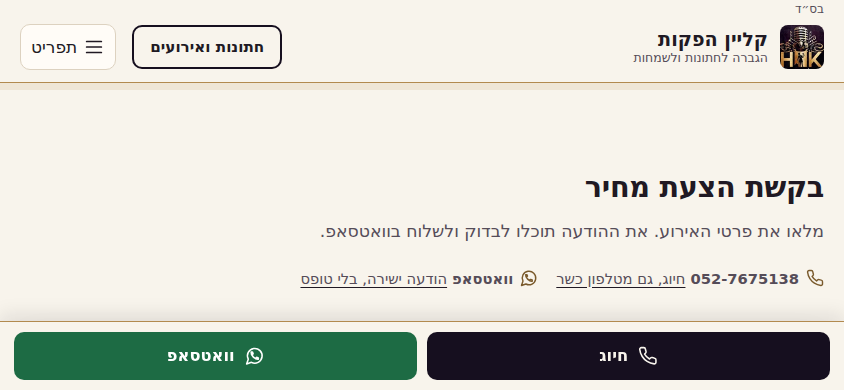 בס״ד
קליין הפקות
הגברה לחתונות ולשמחות
חתונות ואירועים
תפריט
בקשת הצעת מחיר
מלאו את פרטי האירוע. את ההודעה תוכלו לבדוק ולשלוח בוואטסאפ.
052-7675138 חיוג, גם מטלפון כשר
וואטסאפ הודעה ישירה, בלי טופס
חיוג
וואטסאפ